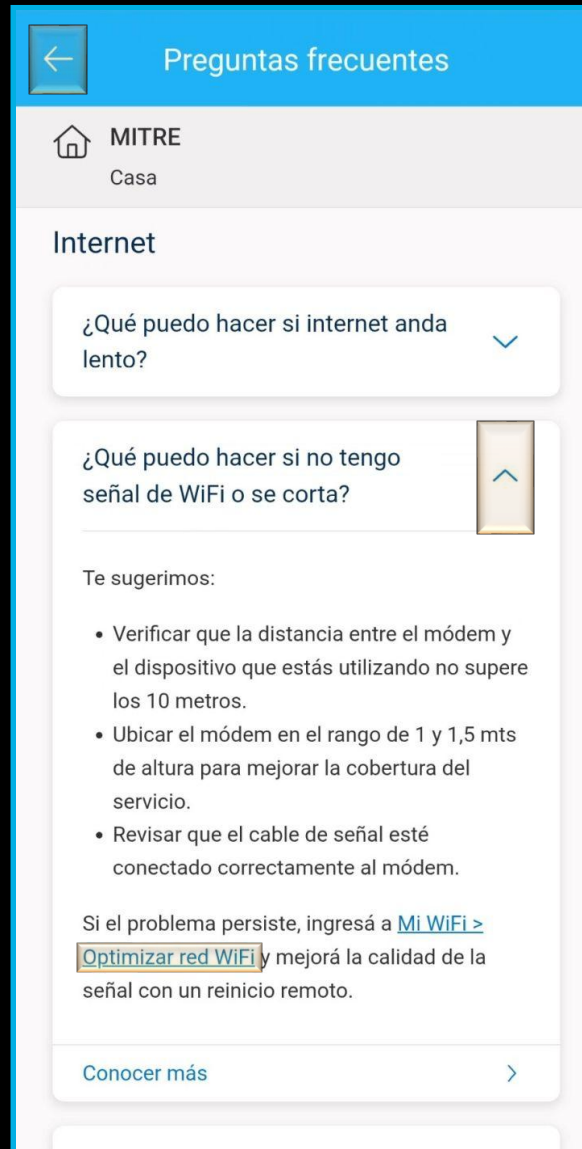 Preguntas frecuentes
MITRE
Casa
Internet
¿Qué puedo hacer si internet anda
lento?
¿Qué puedo hacer si no tengo
señal de WiFi o se corta?
Te sugerimos:
• Verificar que la distancia entre el módem y
el dispositivo que estás utilizando no supere
los 10 metros.
• Ubicar el módem en el rango de 1 y 1,5 mts
de altura para mejorar la cobertura del
servicio.
• Revisar que el cable de señal esté
conectado correctamente al módem.
Si el problema persiste, ingresá a Mi WiFi >
Optimizar red WiFi y mejorá la calidad de la
señal con un reinicio remoto.
Conocer más